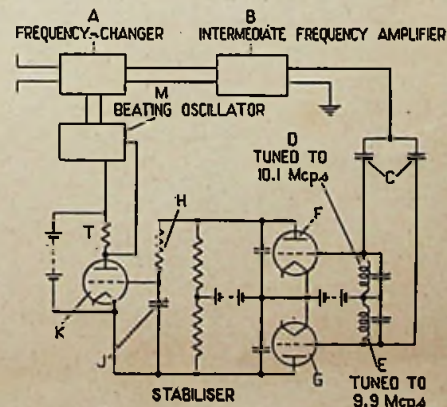 A
FREQUENCY-CHANGER
B
INTERMEDIATE FREQUENCY AMPLIFIER
M
BEATING OSCILLATOR
D
TUNED TO
10.1 Mcps
C
H
F
T
K
J
G
E
TUNED TO
9.9 Mcps
STABILISER